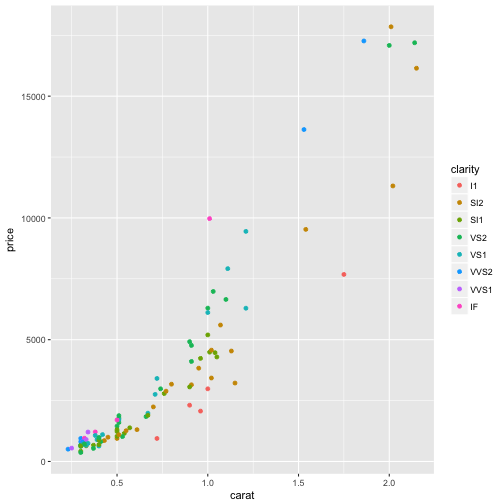 15000
10000
5000
0
price
0.5
1.0
1.5
2.0
carat
clarity
I1
SI2
SI1
VS2
VS1
VVS2
VVS1
IF